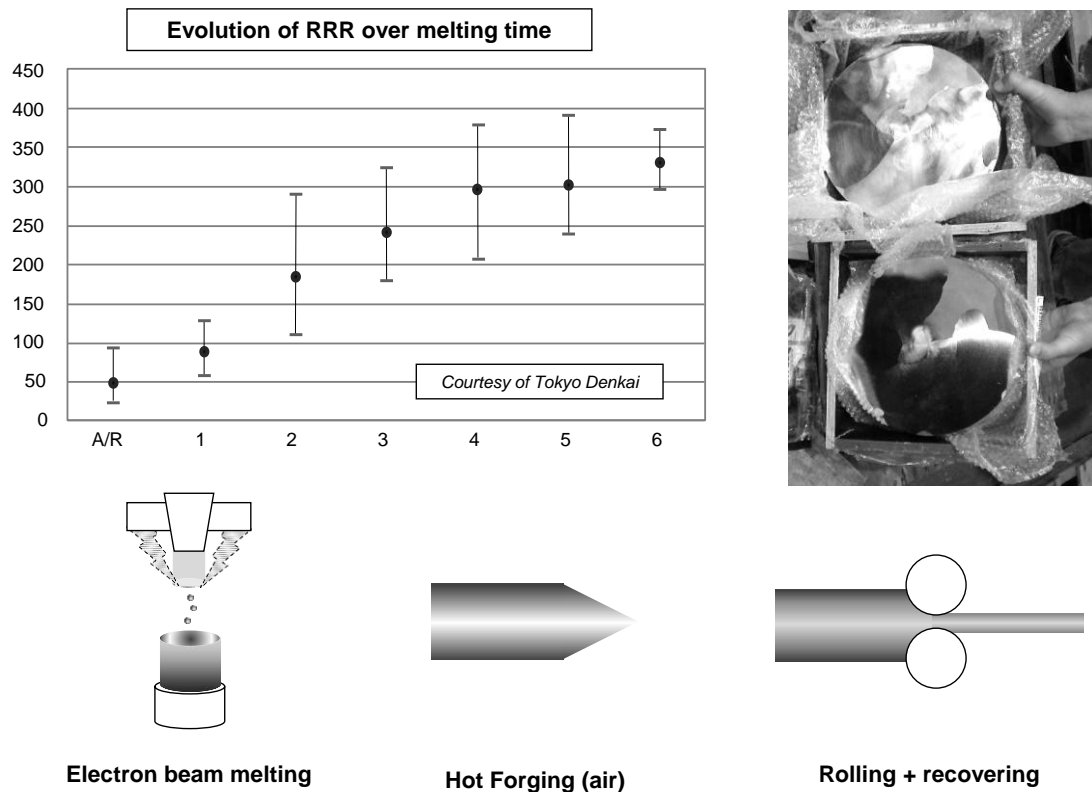 Evolution of RRR over melting time
450
400
350
300
250
200
150
100
50
0
Courtesy of Tokyo Denkai
A/R 1 2 3 4 5 6
Electron beam melting
Hot Forging (air)
Rolling + recovering